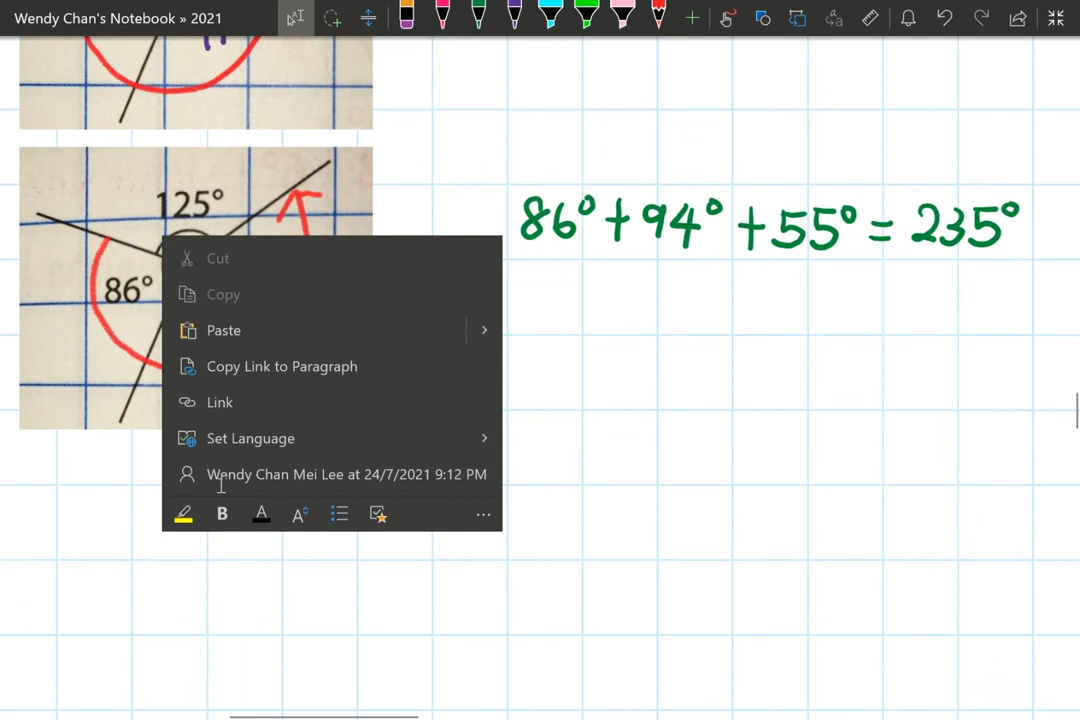 Wendy Chan's Notebook » 2021
125°
86°
86° + 94° + 55° = 235°
Cut
Copy
Paste
Copy Link to Paragraph
Link
Set Language
Wendy Chan Mei Lee at 24/7/2021 9:12 PM
B
A
A